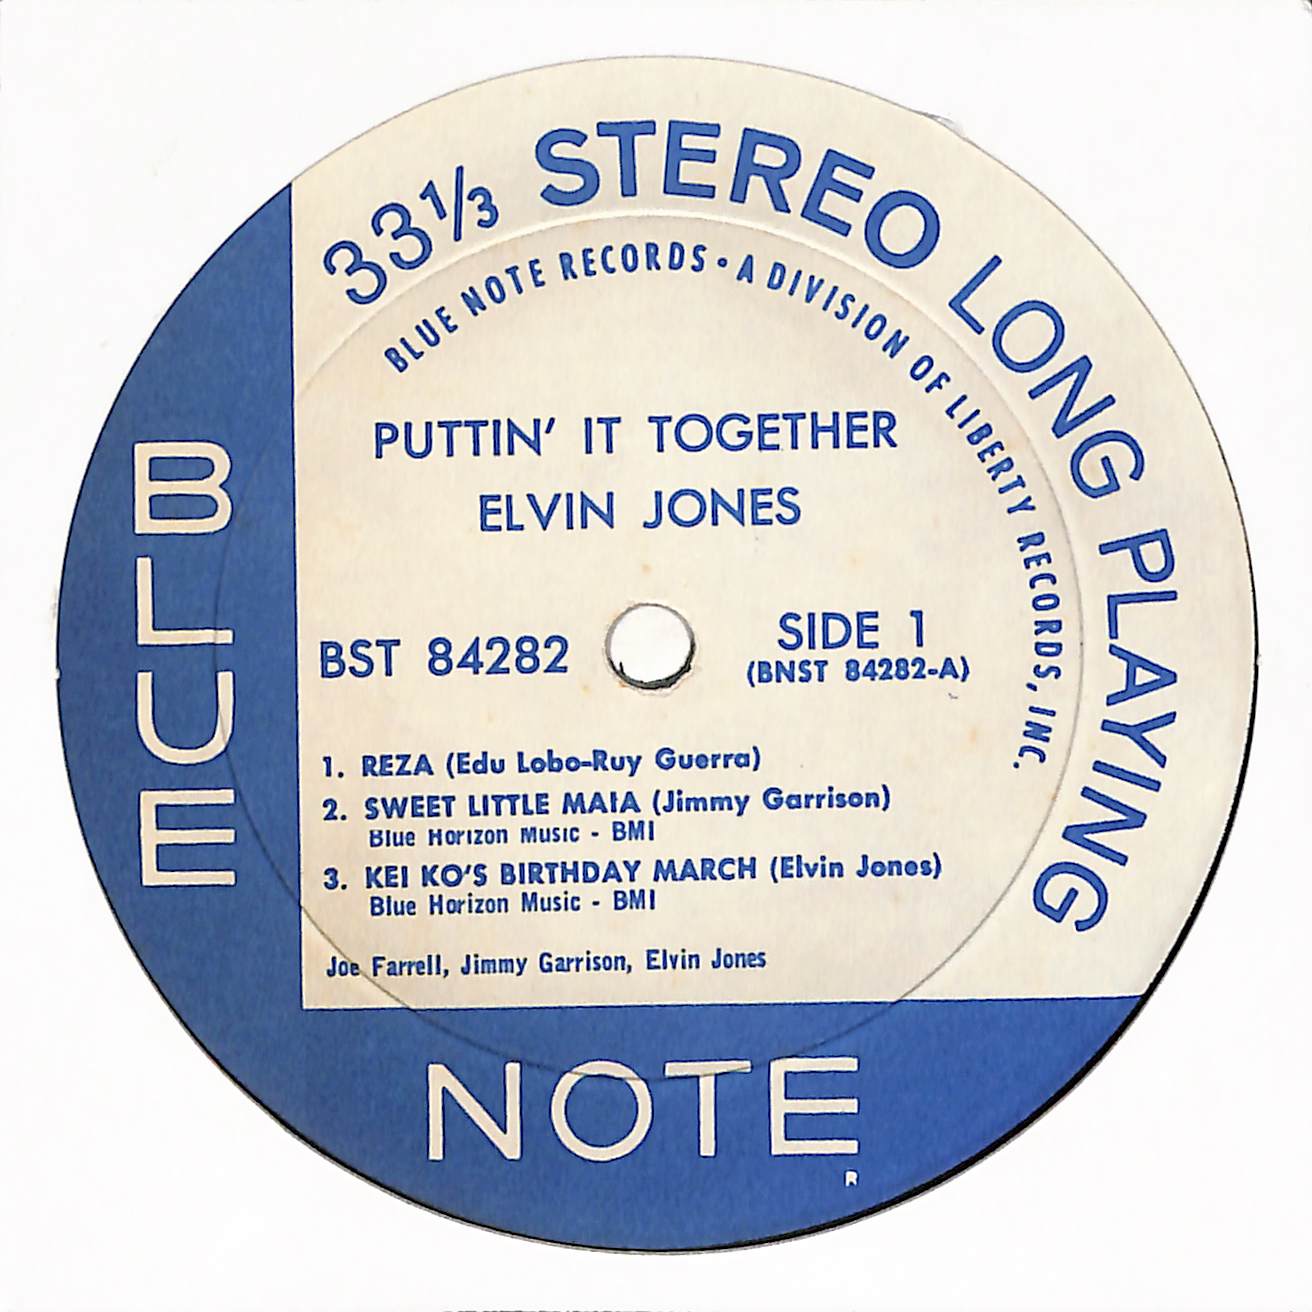 33⅓ STEREO LONG PLAYING
BLUE NOTE RECORDS • A DIVISION OF LIBERTY RECORDS, INC.
PUTTIN' IT TOGETHER
ELVIN JONES
BST 84282
SIDE 1
(BNST 84282-A)
1. REZA (Edu Lobo-Ruy Guerra)
2. SWEET LITTLE MAIA (Jimmy Garrison)
Blue Horizon Music - BMI
3. KEI KO'S BIRTHDAY MARCH (Elvin Jones)
Blue Horizon Music - BMI
Joe Farrell, Jimmy Garrison, Elvin Jones
BLUE
NOTE
R